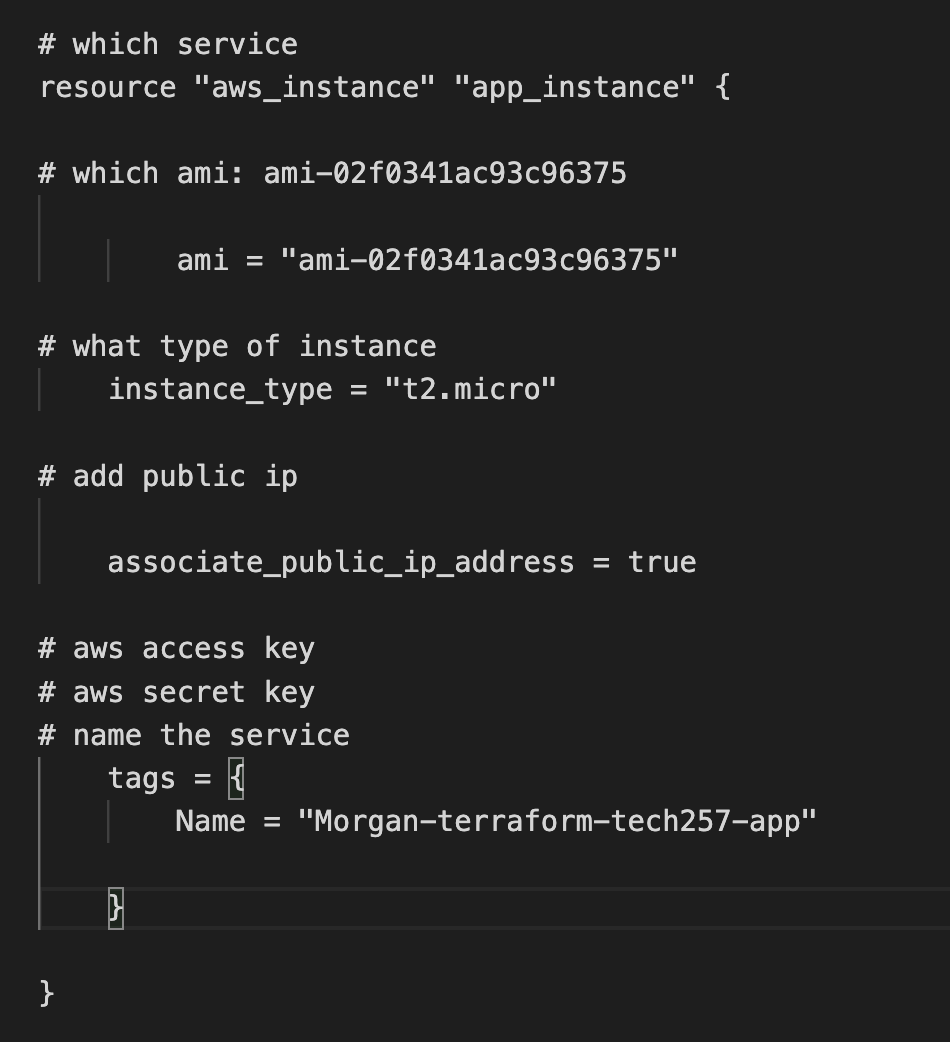 # which service
resource "aws_instance" "app_instance" {
# which ami: ami-02f0341ac93c96375
ami = "ami-02f0341ac93c96375"
# what type of instance
instance_type = "t2.micro"
# add public ip
associate_public_ip_address = true
# aws access key
# aws secret key
# name the service
tags = {
Name = "Morgan-terraform-tech257-app"
}
}